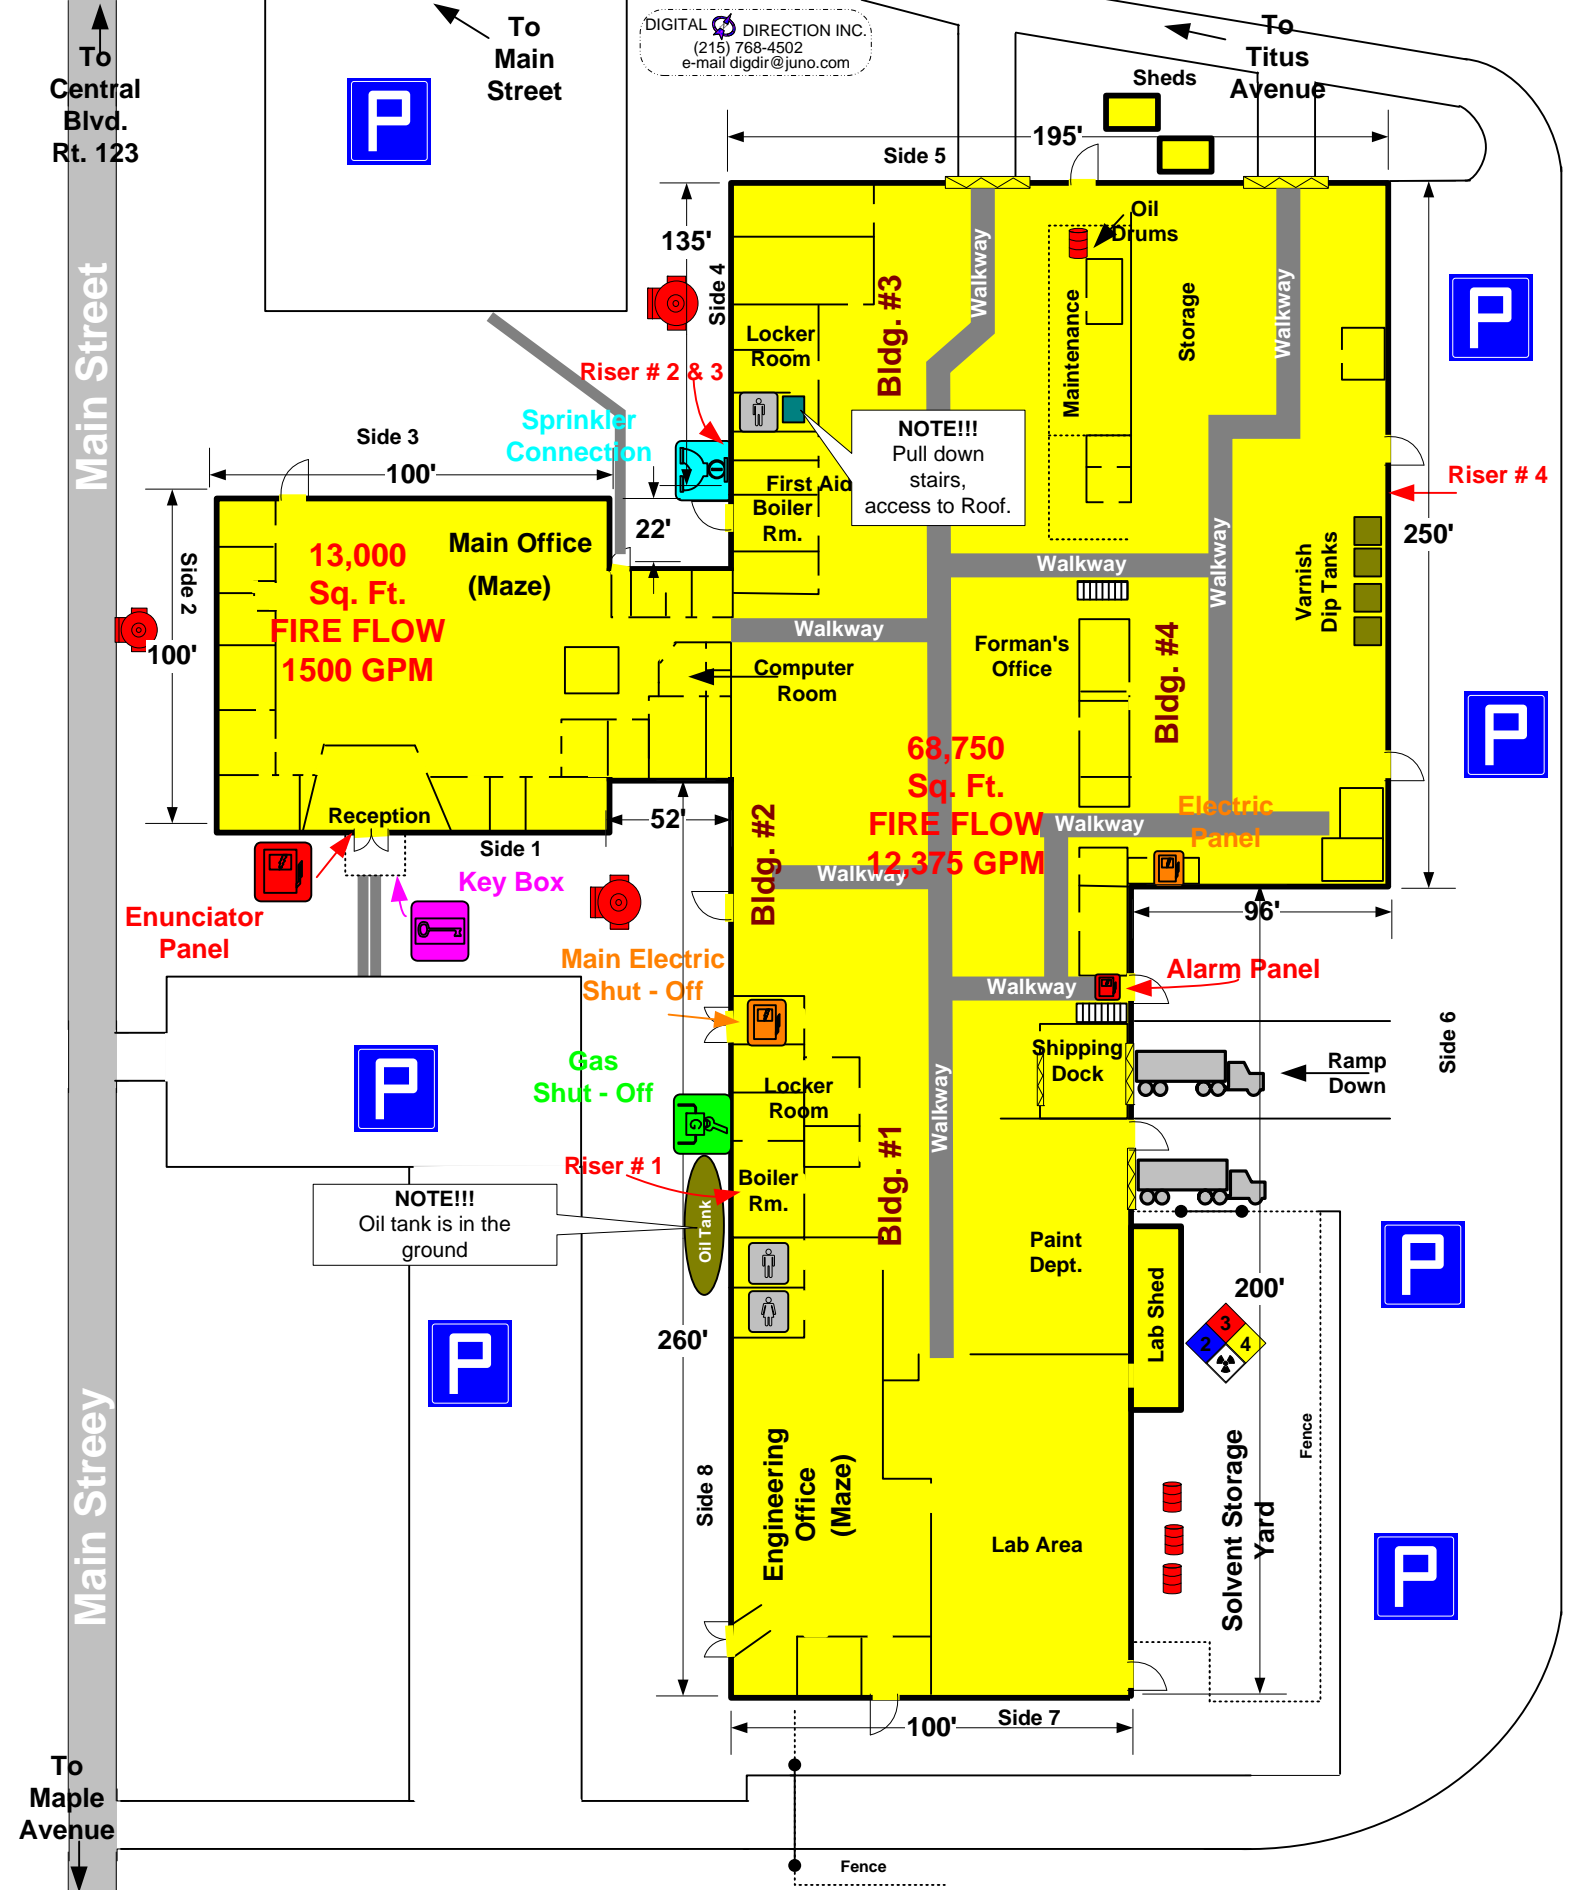 To
Main
Street
DIGITAL DIRECTION INC.
(215) 768-4502
e-mail digdir@juno.com
To
Titus
Avenue
To
Central
Blvd.
Rt. 123
Sheds
195'
Side 5
135'
Side 4
Oil
Drums
Walkway
Walkway
Main Street
Bldg. #3
Maintenance
Storage
Locker
Room
Riser # 2 & 3
Sprinkler
Connection
Side 3
100'
NOTE!!!
Pull down
stairs,
access to Roof.
First Aid
Boiler
Rm.
Riser # 4
250'
22'
Main Office
(Maze)
13,000
Sq. Ft.
FIRE FLOW
1500 GPM
Side 2
100'
Walkway
Walkway
Varnish
Dip Tanks
Walkway
Forman's
Office
Bldg. #4
Computer
Room
68,750
Sq. Ft.
FIRE FLOW
12,375 GPM
Electric
Panel
Walkway
Reception
52'
Bldg. #2
Side 1
Key Box
Walkway
Enunciator
Panel
96'
Main Electric
Shut - Off
Alarm Panel
Walkway
Side 6
Shipping
Dock
Ramp
Down
Gas
Shut - Off
G
Locker
Room
Walkway
Bldg. #1
Riser # 1
Boiler
Rm.
NOTE!!!
Oil tank is in the
ground
Oil Tank
Paint
Dept.
Lab Shed
200'
3
2
4
260'
Main Streey
Side 8
Engineering
Office
(Maze)
Lab Area
Solvent Storage
Yard
Fence
100'
Side 7
To
Maple
Avenue
Fence
P
P
P
P
P
P
P
P